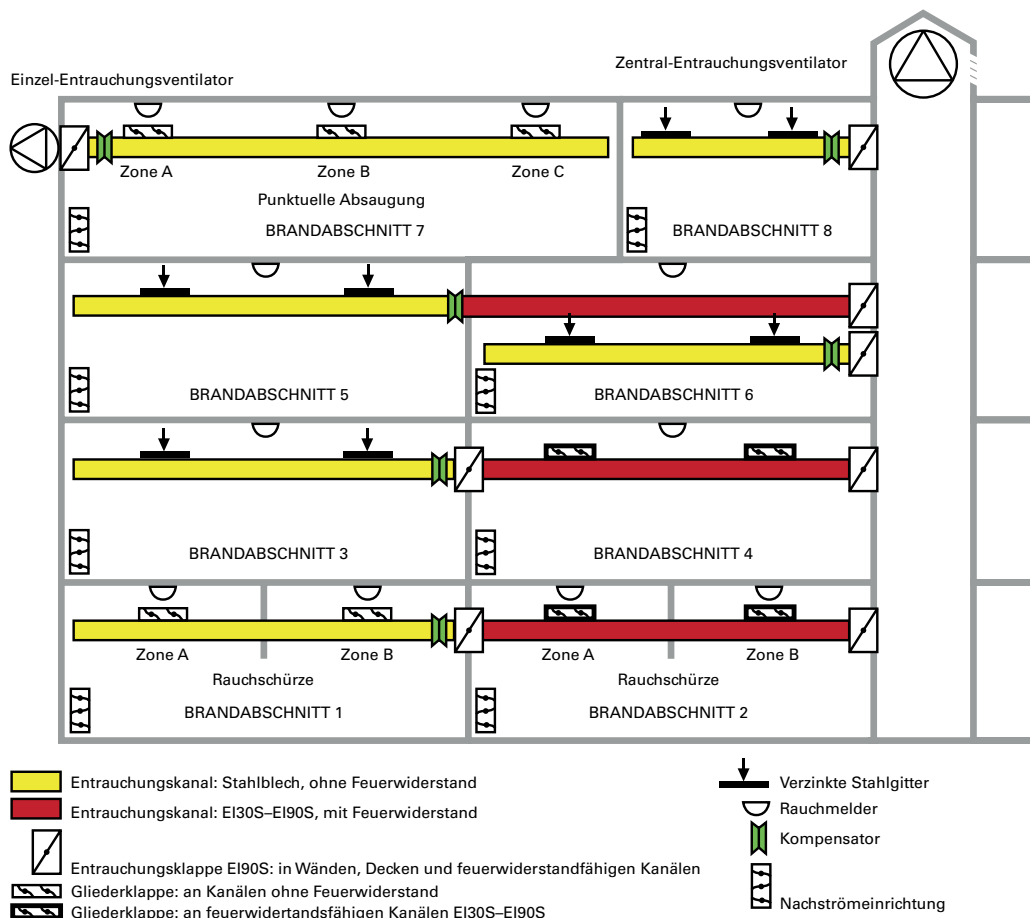 Zentral-Entrauchungsventilator
Einzel-Entrauchungsventilator
Zone A
Zone B
Zone C
Punktuelle Absaugung
BRANDABSCHNITT 7
BRANDABSCHNITT 8
BRANDABSCHNITT 5
BRANDABSCHNITT 6
BRANDABSCHNITT 3
BRANDABSCHNITT 4
Zone A
Zone B
Zone A
Zone B
Rauchschürze
Rauchschürze
BRANDABSCHNITT 1
BRANDABSCHNITT 2
Entrauchungskanal: Stahlblech, ohne Feuerwiderstand
Entrauchungskanal: EI30S–EI90S, mit Feuerwiderstand
Entrauchungsklappe EI90S: in Wänden, Decken und feuerwiderstandfähigen Kanälen
Gliederklappe: an Kanälen ohne Feuerwiderstand
Gliederklappe: an feuerwidertandsfähigen Kanälen EI30S–EI90S
Verzinkte Stahlgitter
Rauchmelder
Kompensator
Nachströmeinrichtung